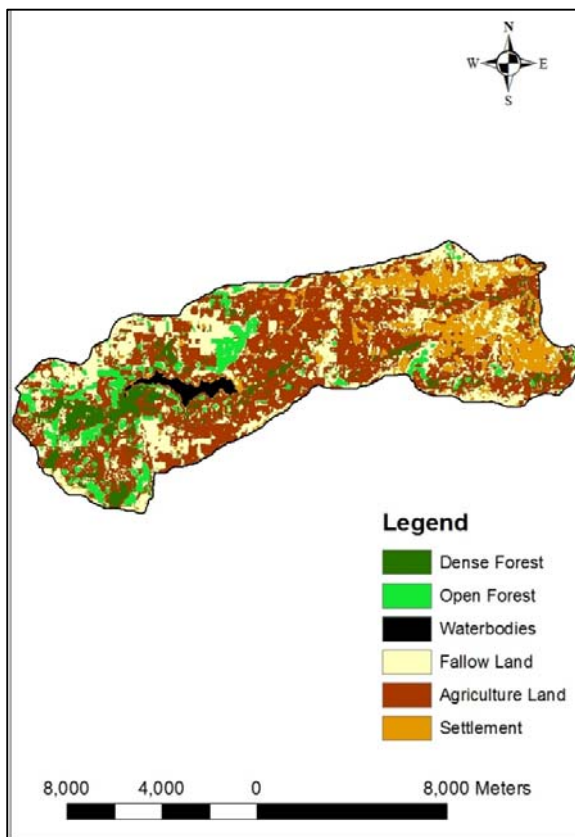 N
W E
S
Legend
Dense Forest
Open Forest
Waterbodies
Fallow Land
Agriculture Land
Settlement
8,000 4,000 0 8,000 Meters